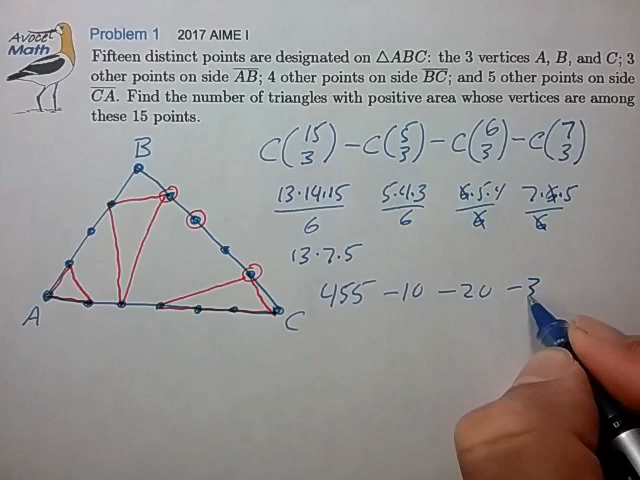 Avocet
Math
Problem 1 2017 AIME I
Fifteen distinct points are designated on △ABC: the 3 vertices A, B, and C; 3
other points on side AB; 4 other points on side BC; and 5 other points on side
CA. Find the number of triangles with positive area whose vertices are among
these 15 points.
C(15 3) - C(5 3) - C(6 3) - C(7 3)
13·14·15/6 5·4·3/6 6·5·4/6 7·6·5/6
13·7·5
455 - 10 - 20 - 3
B
A
C